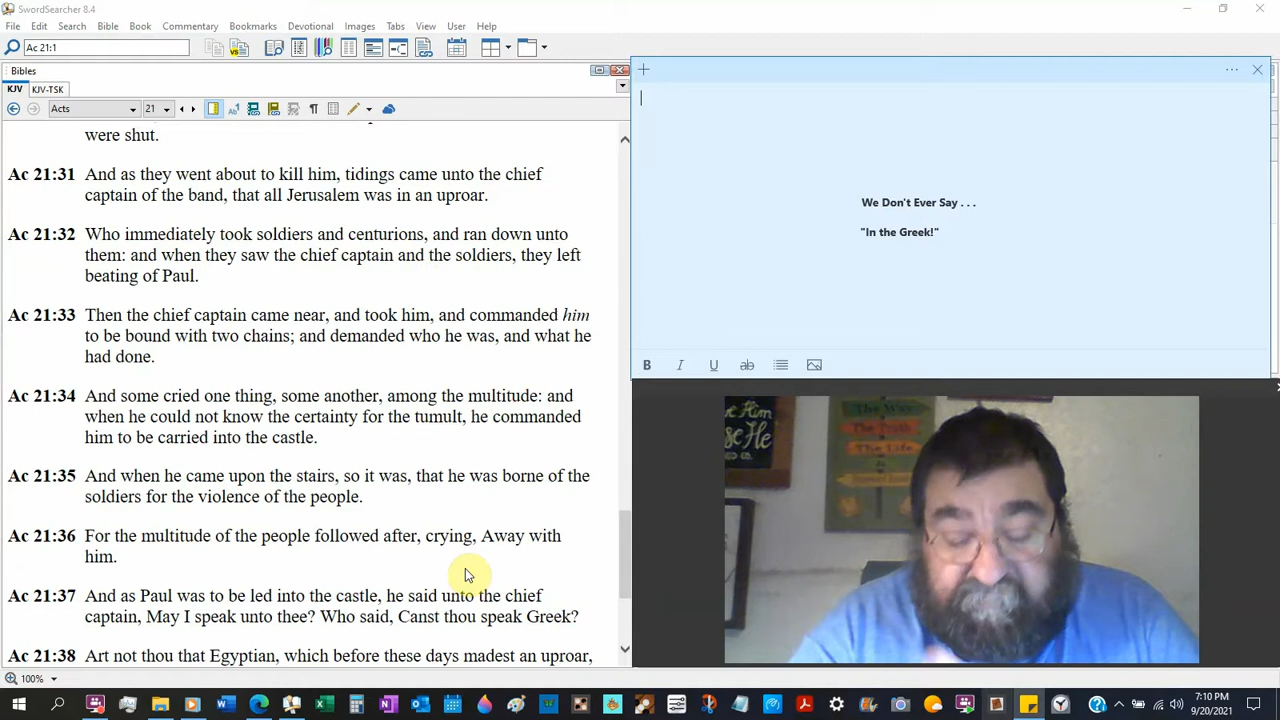 SwordSearcher 8.4
File Edit Search Bible Book Commentary Bookmarks Devotional Images Tabs View User Help
Ac 21:1
Bibles
KJV KJV-TSK
Acts 21
were shut.
Ac 21:31 And as they went about to kill him, tidings came unto the chief
captain of the band, that all Jerusalem was in an uproar.
Ac 21:32 Who immediately took soldiers and centurions, and ran down unto
them: and when they saw the chief captain and the soldiers, they left
beating of Paul.
Ac 21:33 Then the chief captain came near, and took him, and commanded him
to be bound with two chains; and demanded who he was, and what he
had done.
Ac 21:34 And some cried one thing, some another, among the multitude: and
when he could not know the certainty for the tumult, he commanded
him to be carried into the castle.
Ac 21:35 And when he came upon the stairs, so it was, that he was borne of the
soldiers for the violence of the people.
Ac 21:36 For the multitude of the people followed after, crying, Away with
him.
Ac 21:37 And as Paul was to be led into the castle, he said unto the chief
captain, May I speak unto thee? Who said, Canst thou speak Greek?
Ac 21:38 Art not thou that Egyptian, which before these days madest an uproar,
100%
We Don't Ever Say . . .
"In the Greek!"
B I U ab
Him
He
The Way
The Truth
The Life
7:10 PM
9/20/2021